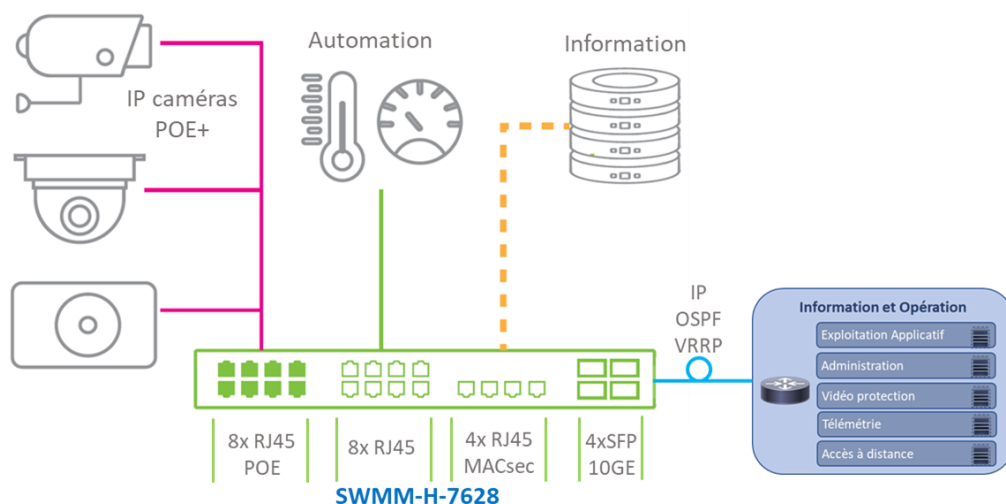 Automation
Information
IP caméras
POE+
IP
OSPF
VRRP
Information et Opération
Exploitation Applicatif
Administration
Vidéo protection
Télémétrie
Accès à distance
8x RJ45
POE
8x RJ45
4x RJ45
MACsec
4xSFP
10GE
SWMM-H-7628